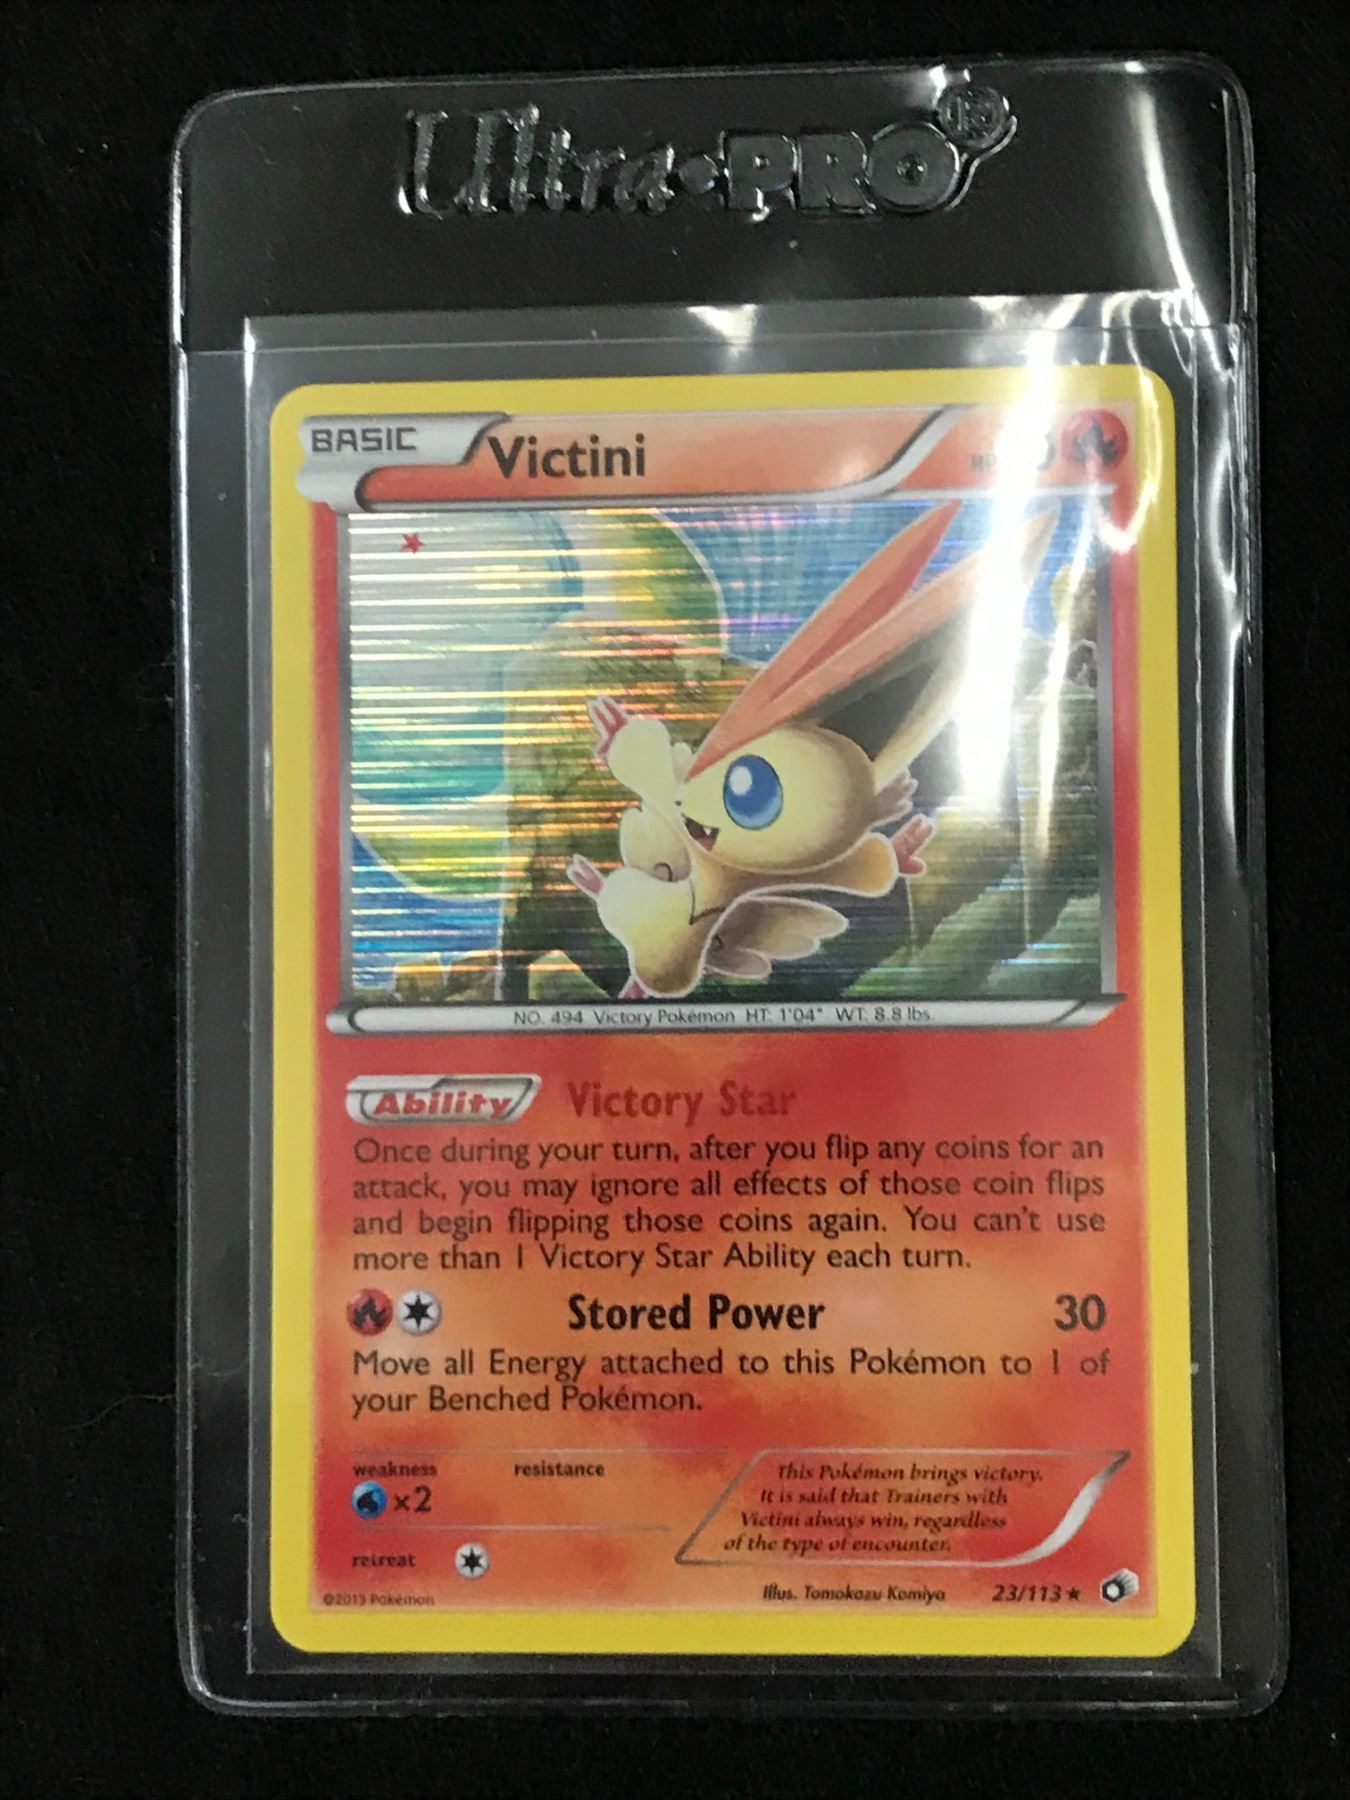 Ultra•PRO
BASIC
Victini
NO. 494 Victory Pokémon HT: 1'04" WT: 8.8 lbs.
Ability Victory Star
Once during your turn, after you flip any coins for an
attack, you may ignore all effects of those coin flips
and begin flipping those coins again. You can't use
more than 1 Victory Star Ability each turn.
Stored Power 30
Move all Energy attached to this Pokémon to 1 of
your Benched Pokémon.
weakness resistance
×2
retreat
This Pokémon brings victory.
It is said that Trainers with
Victini always win, regardless
of the type of encounter.
©2013 Pokémon Illus. Tomokazu Komiya 23/113 ★